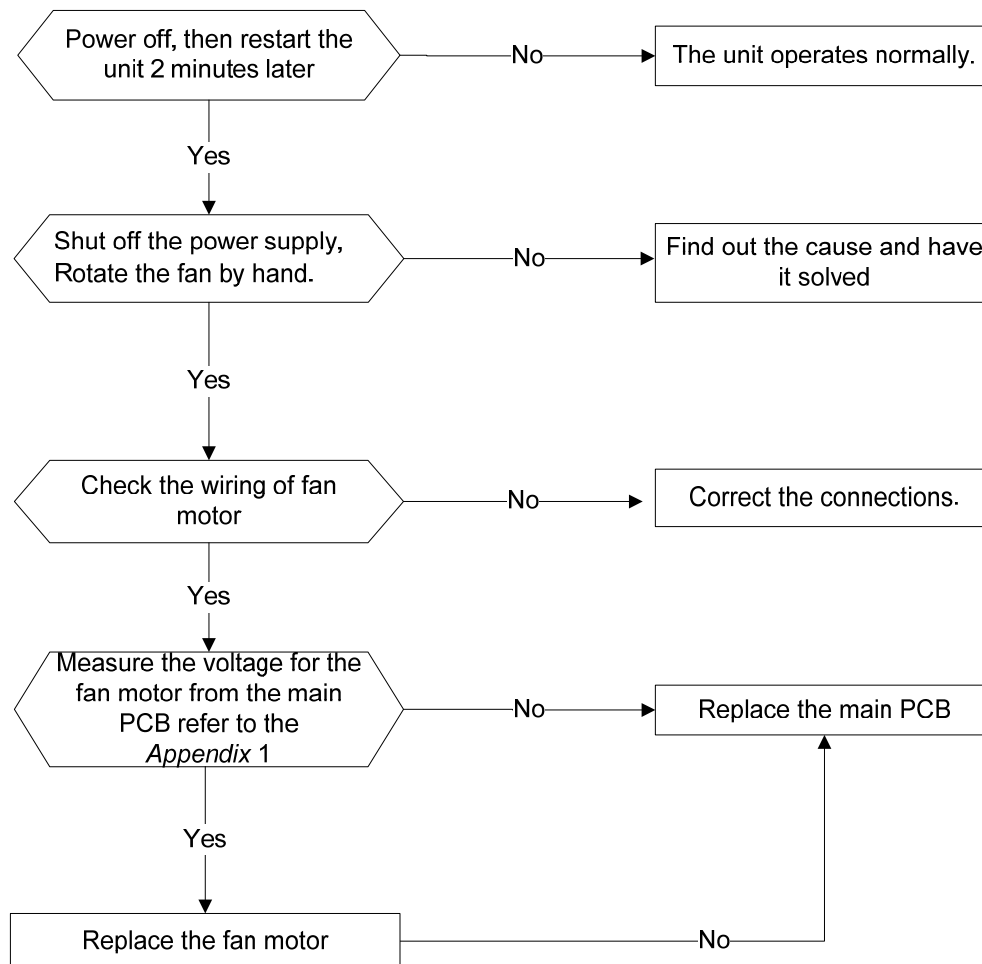 Power off, then restart the
unit 2 minutes later
No
The unit operates normally.
Yes
Shut off the power supply,
Rotate the fan by hand.
No
Find out the cause and have
it solved
Yes
Check the wiring of fan
motor
No
Correct the connections.
Yes
Measure the voltage for the
fan motor from the main
PCB refer to the
Appendix 1
No
Replace the main PCB
Yes
Replace the fan motor
No